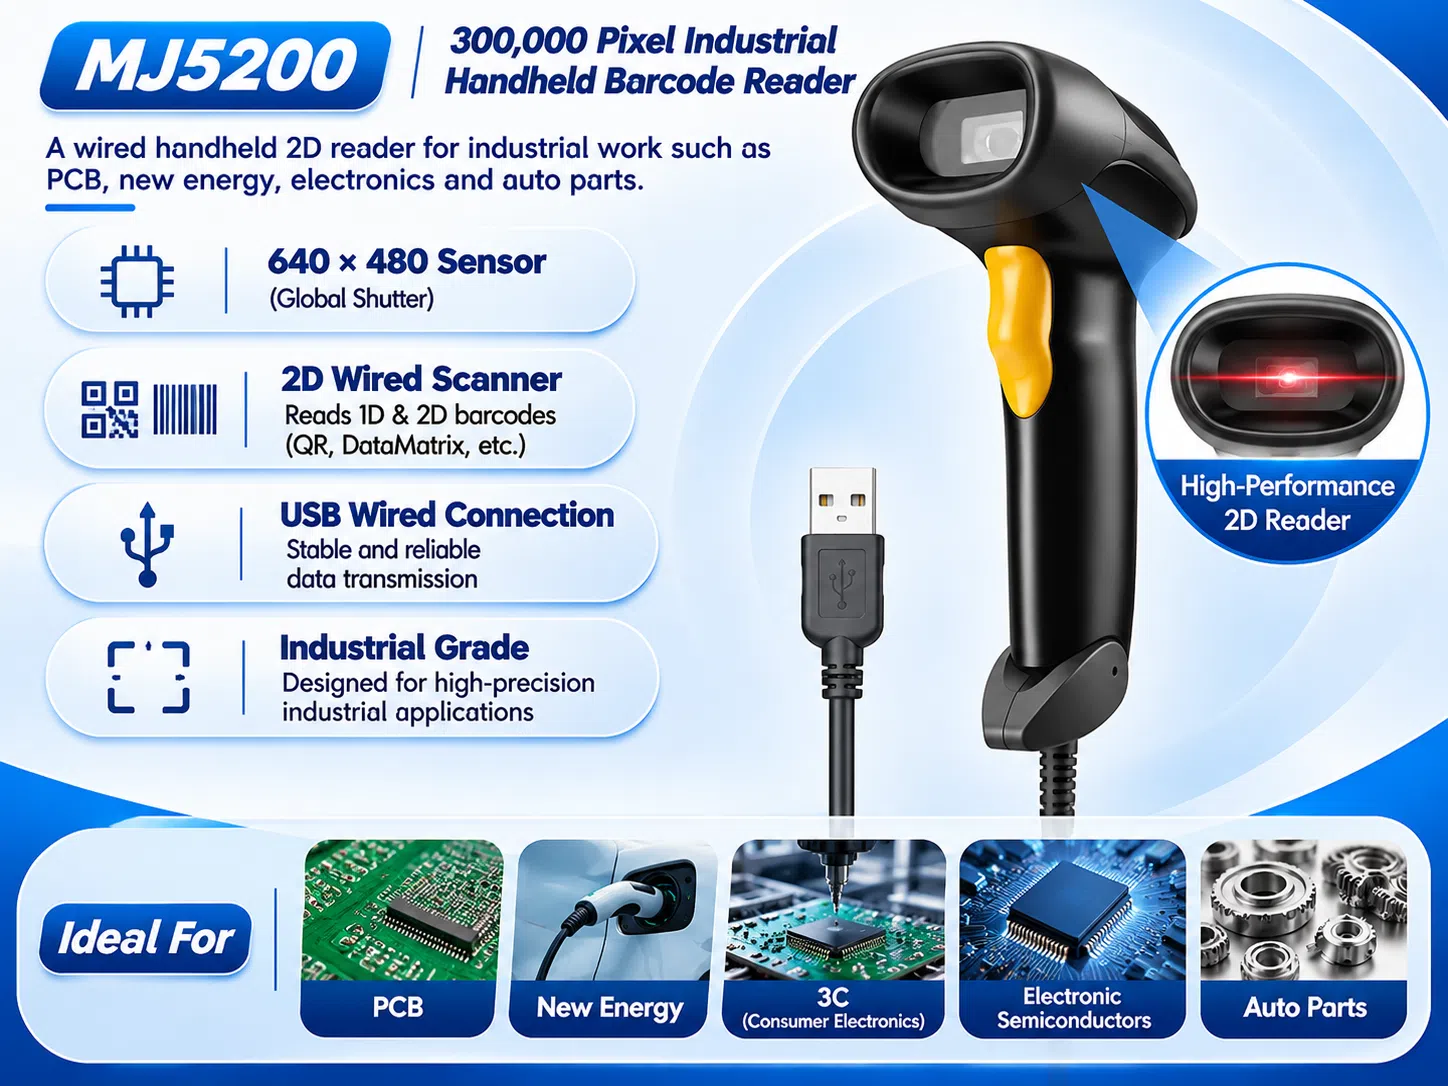 MJ5200
300,000 Pixel Industrial
Handheld Barcode Reader
A wired handheld 2D reader for industrial work such as
PCB, new energy, electronics and auto parts.
640 × 480 Sensor
(Global Shutter)
2D Wired Scanner
Reads 1D & 2D barcodes
(QR, DataMatrix, etc.)
USB Wired Connection
Stable and reliable
data transmission
Industrial Grade
Designed for high-precision
industrial applications
High-Performance
2D Reader
Ideal For
PCB
New Energy
3C
(Consumer Electronics)
Electronic
Semiconductors
Auto Parts